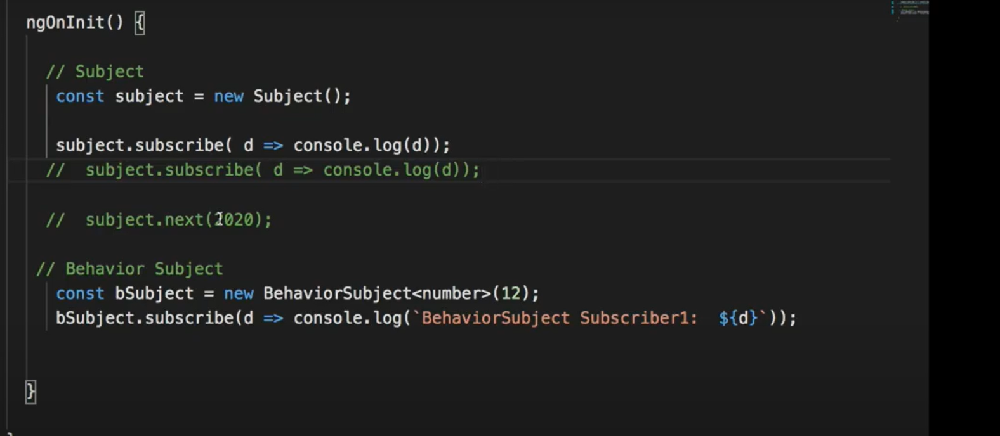 ngOnInit() {
// Subject
const subject = new Subject();
subject.subscribe( d => console.log(d));
//  subject.subscribe( d => console.log(d));
//  subject.next(2020);
// Behavior Subject
const bSubject = new BehaviorSubject<number>(12);
bSubject.subscribe(d => console.log(`BehaviorSubject Subscriber1:  ${d}`));
}